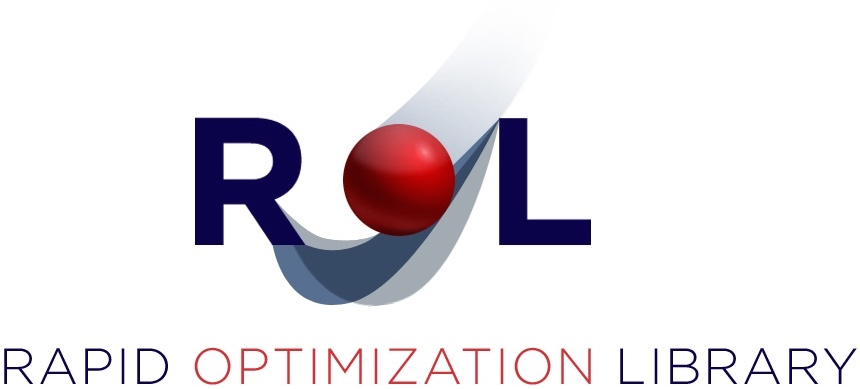 ROL
RAPID OPTIMIZATION LIBRARY